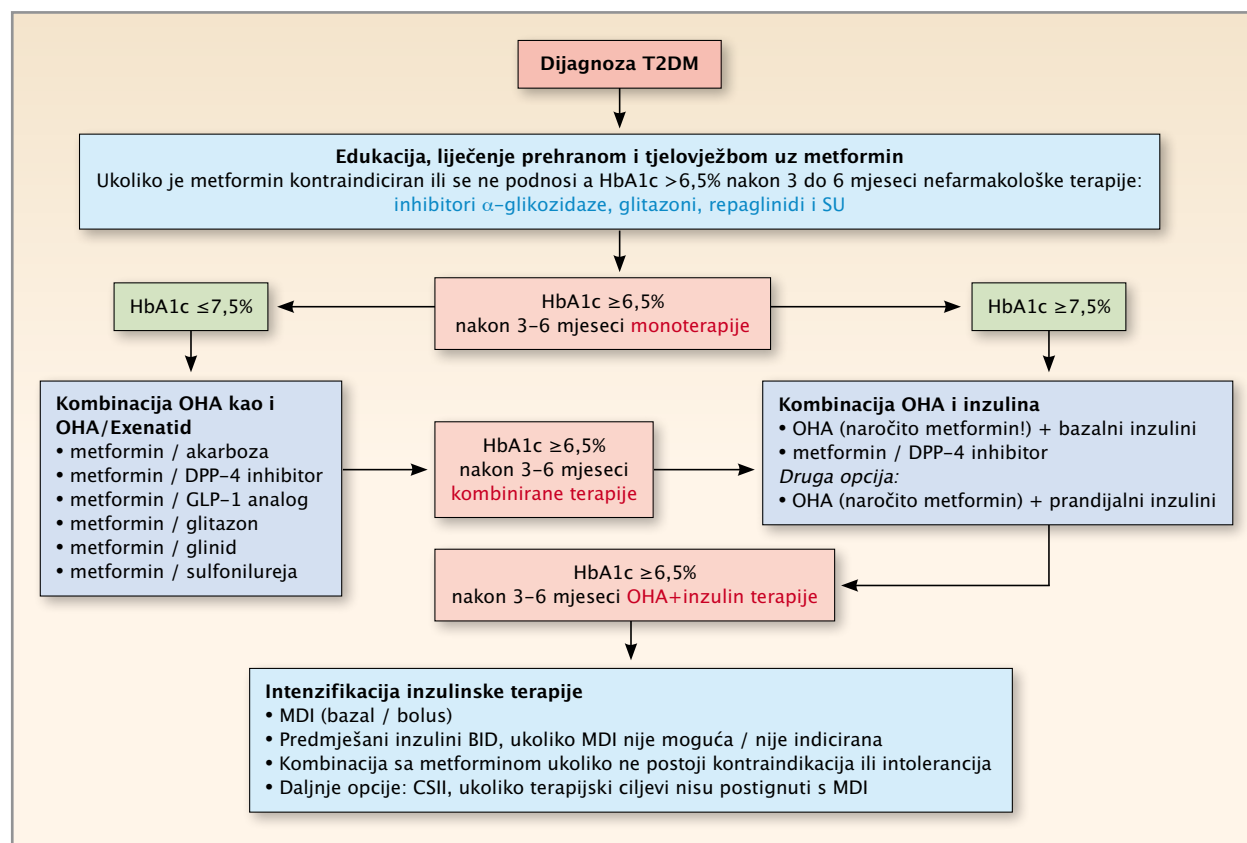 Dijagnoza T2DM
Edukacija, liječenje prehranom i tjelovježbom uz metformin
Ukoliko je metformin kontraindiciran ili se ne podnosi a HbA1c >6,5% nakon 3 do 6 mjeseci nefarmakološke terapije:
inhibitori α-glikozidaze, glitazoni, repaglinidi i SU
HbA1c ≤7,5%
HbA1c ≥6,5%
nakon 3–6 mjeseci monoterapije
HbA1c ≥7,5%
Kombinacija OHA kao i
OHA/Exenatid
• metformin / akarboza
• metformin / DPP-4 inhibitor
• metformin / GLP-1 analog
• metformin / glitazon
• metformin / glinid
• metformin / sulfonilureja
HbA1c ≥6,5%
nakon 3–6 mjeseci
kombinirane terapije
Kombinacija OHA i inzulina
• OHA (naročito metformin!) + bazalni inzulini
• metformin / DPP-4 inhibitor
Druga opcija:
• OHA (naročito metformin) + prandijalni inzulini
HbA1c ≥6,5%
nakon 3–6 mjeseci OHA+inzulin terapije
Intenzifikacija inzulinske terapije
• MDI (bazal / bolus)
• Predmješani inzulini BID, ukoliko MDI nije moguća / nije indicirana
• Kombinacija sa metforminom ukoliko ne postoji kontraindikacija ili intolerancija
• Daljnje opcije: CSII, ukoliko terapijski ciljevi nisu postignuti s MDI